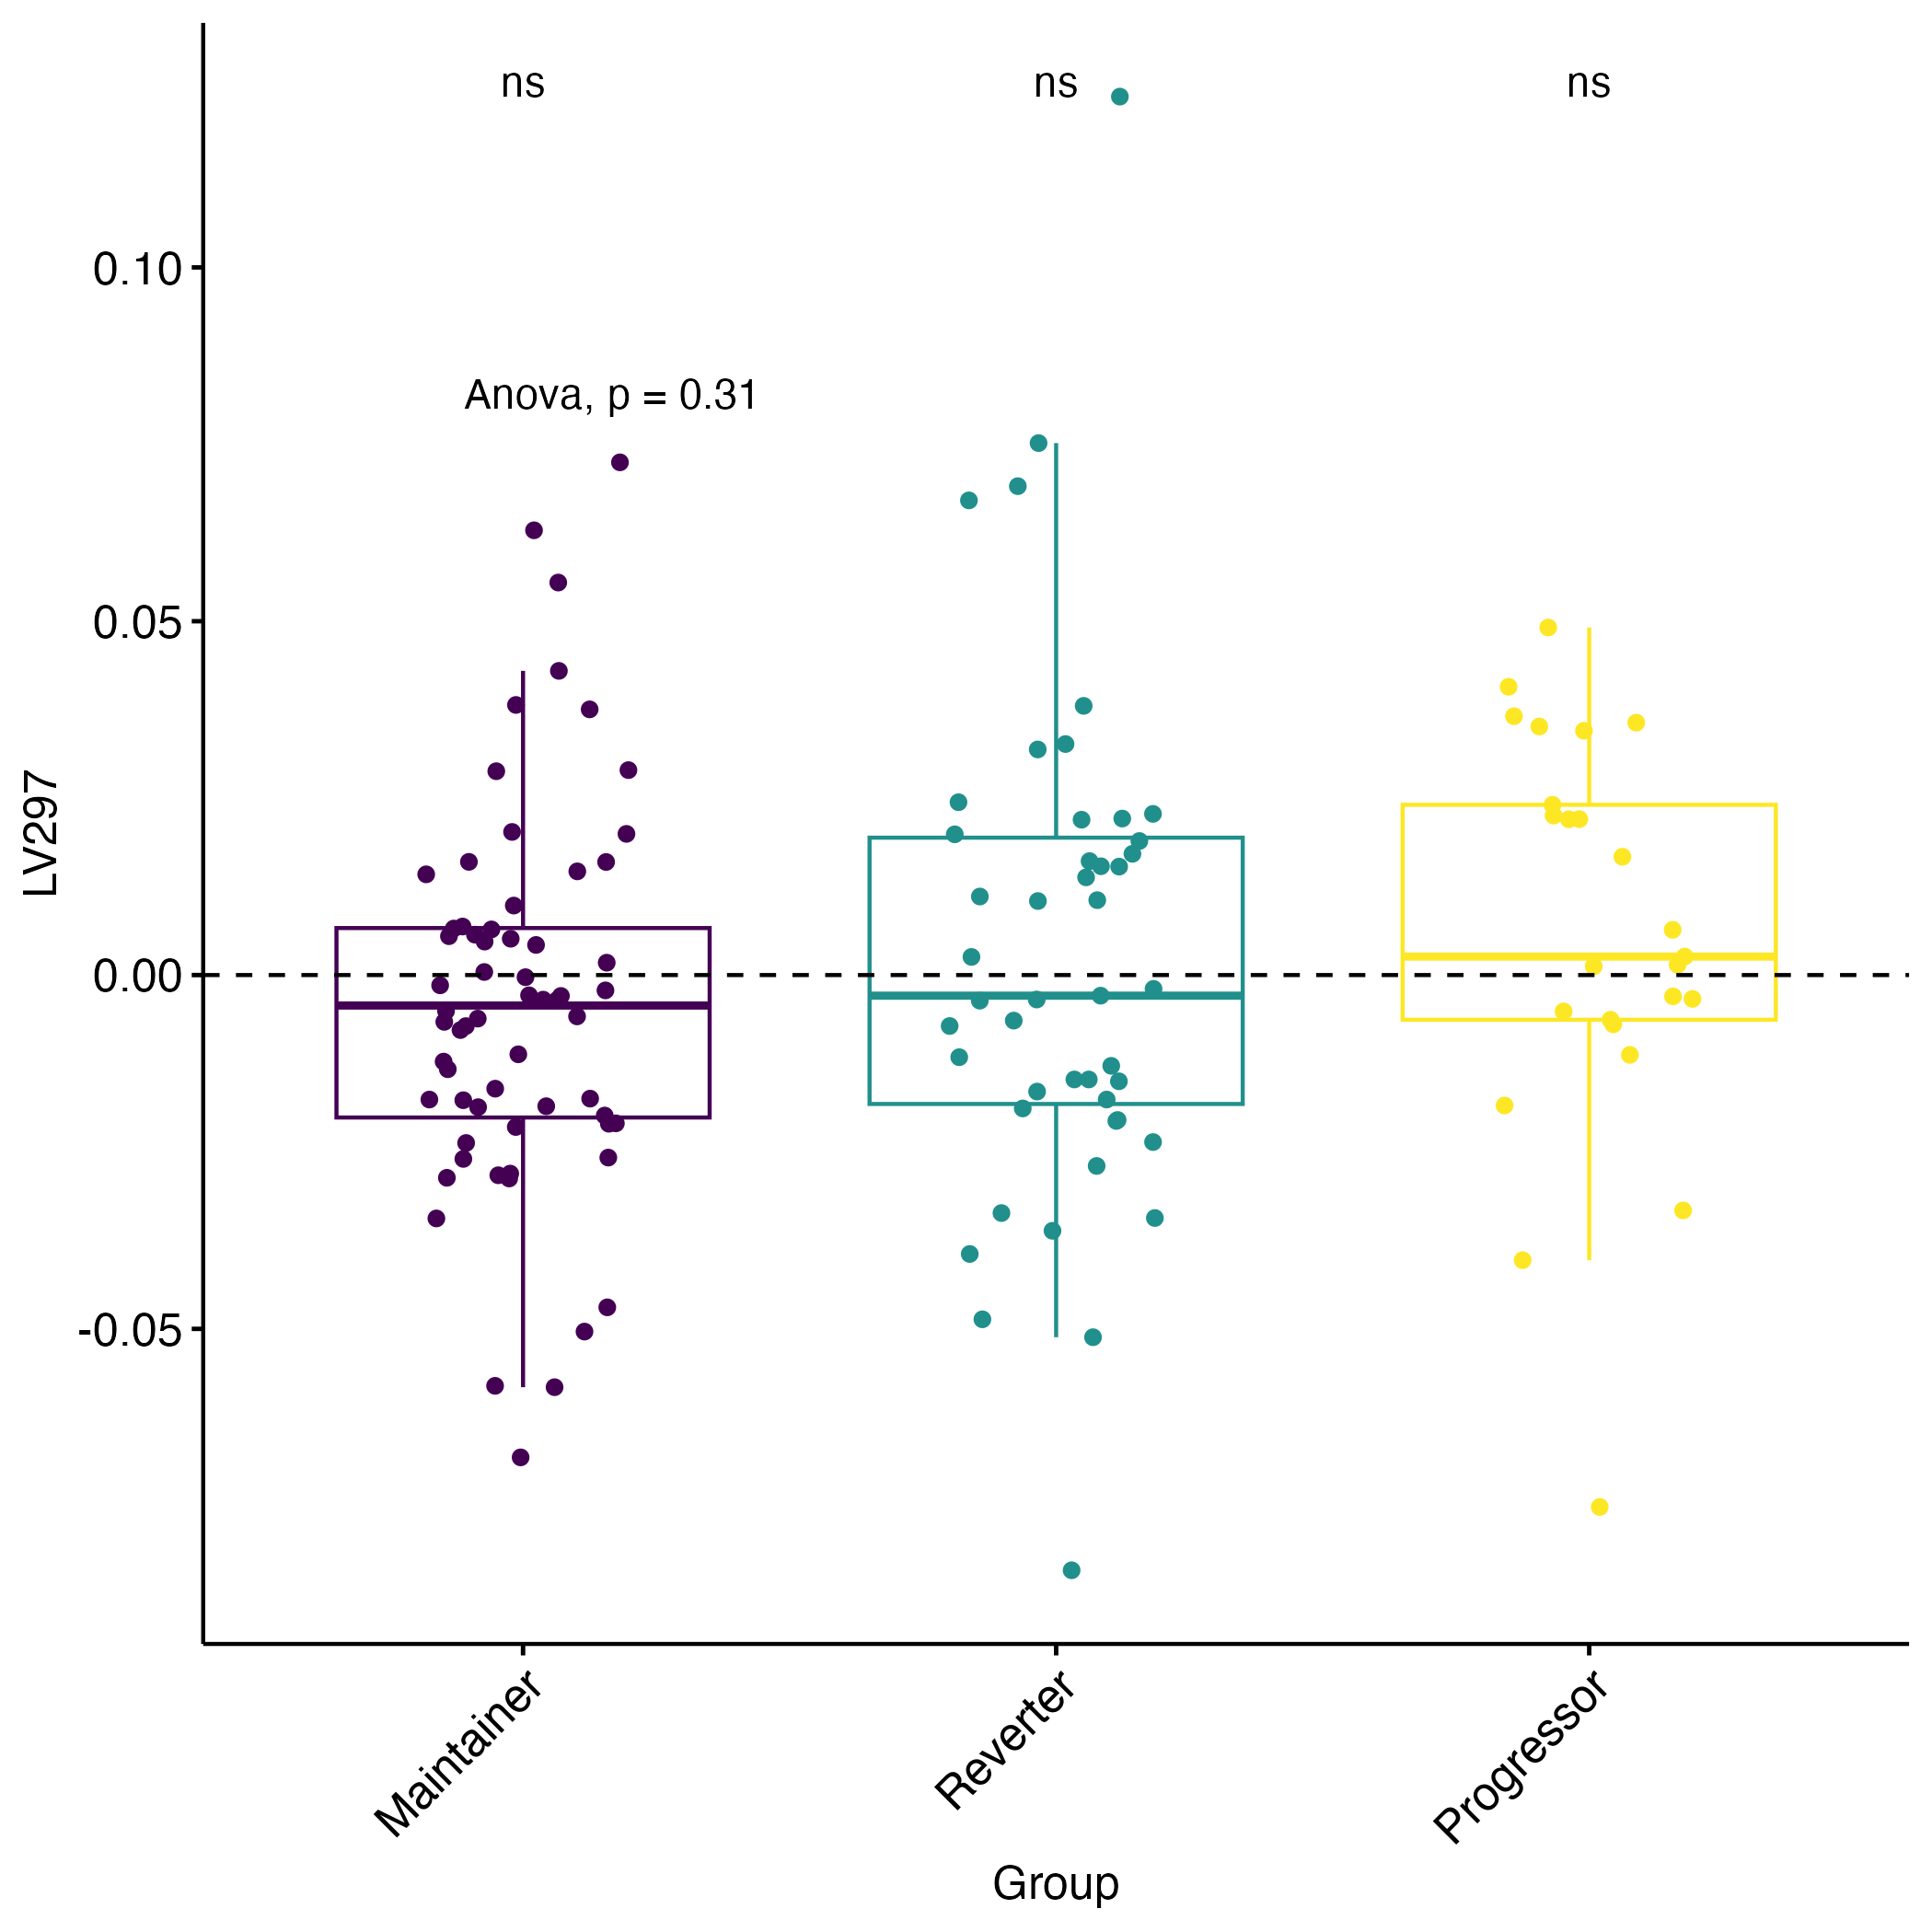 ns ns ns
0.10
Anova, p = 0.31
0.05
LV297
0.00
-0.05
Maintainer Reverter Progressor
Group